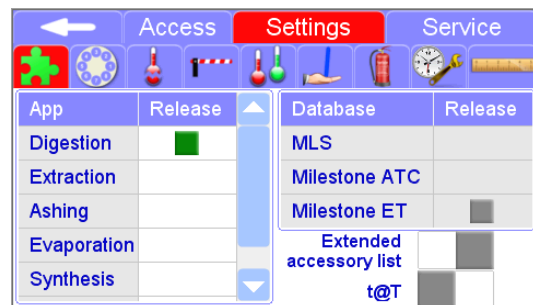 Access Settings Service
App Release
Digestion
Extraction
Ashing
Evaporation
Synthesis
Database Release
MLS
Milestone ATC
Milestone ET
Extended
accessory list
t@T